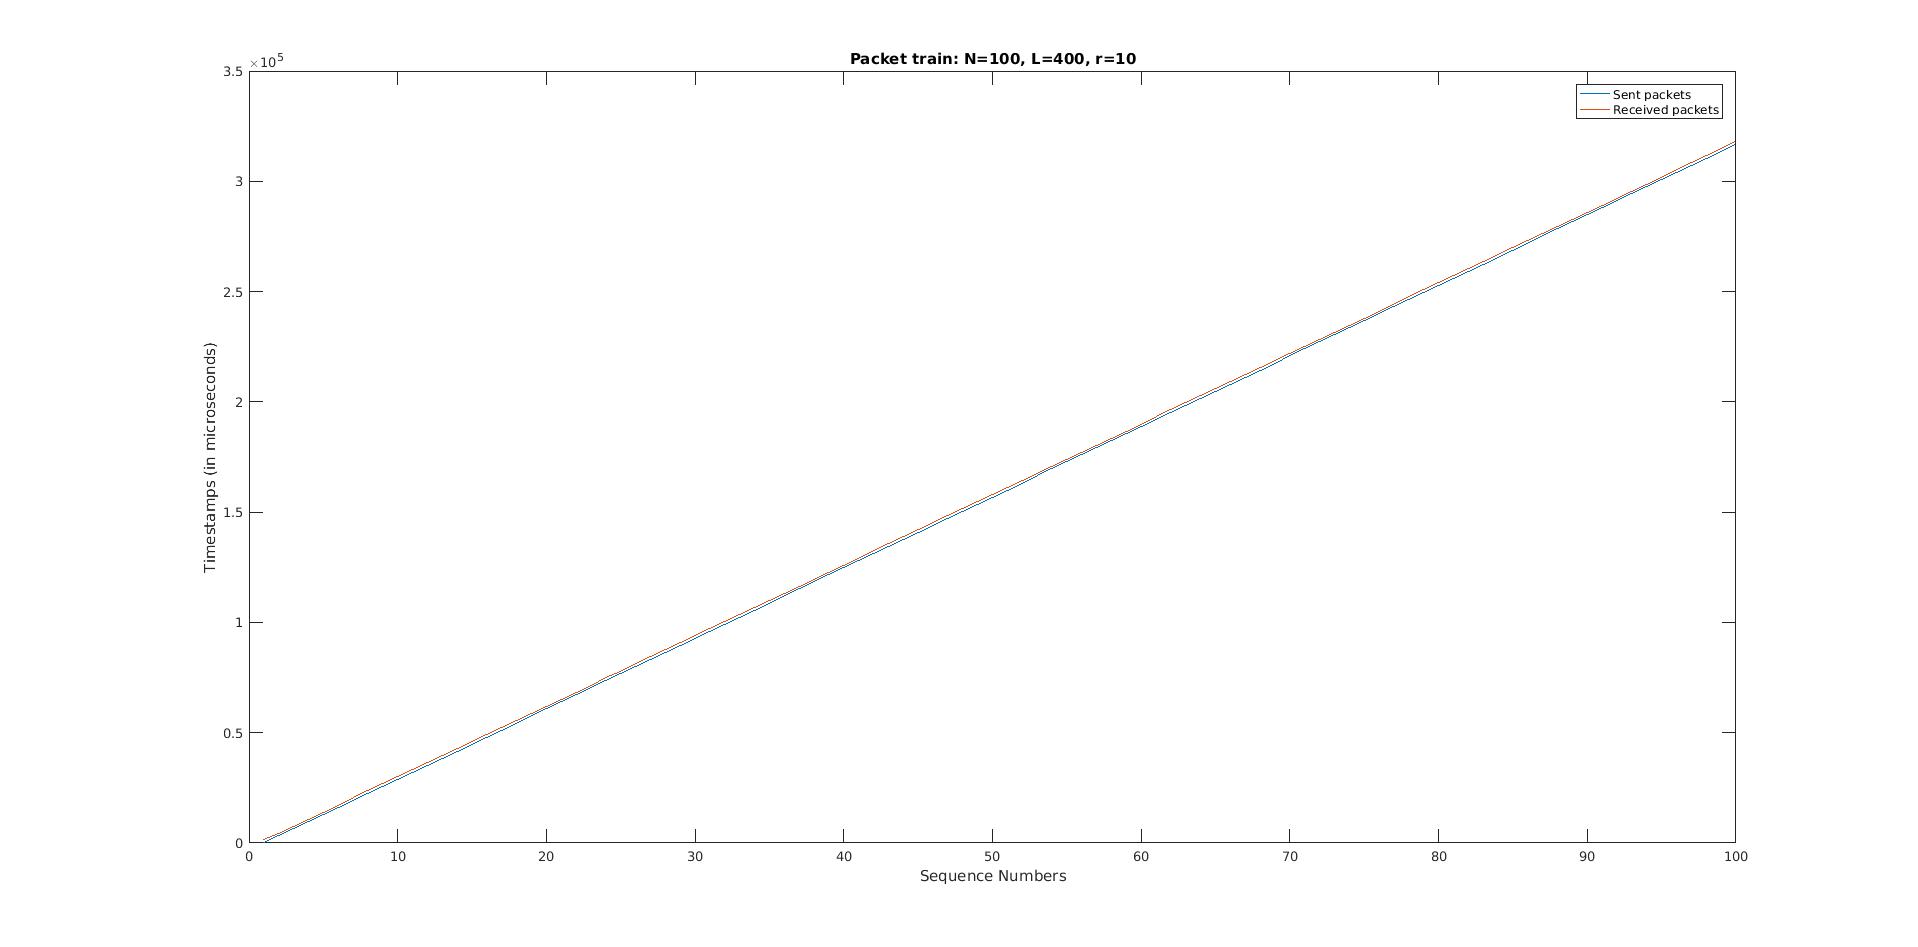 Packet train: N=100, L=400, r=10
×10^5
3.5
3
2.5
2
1.5
1
0.5
0
Timestamps (in microseconds)
Sent packets
Received packets
0 10 20 30 40 50 60 70 80 90 100
Sequence Numbers